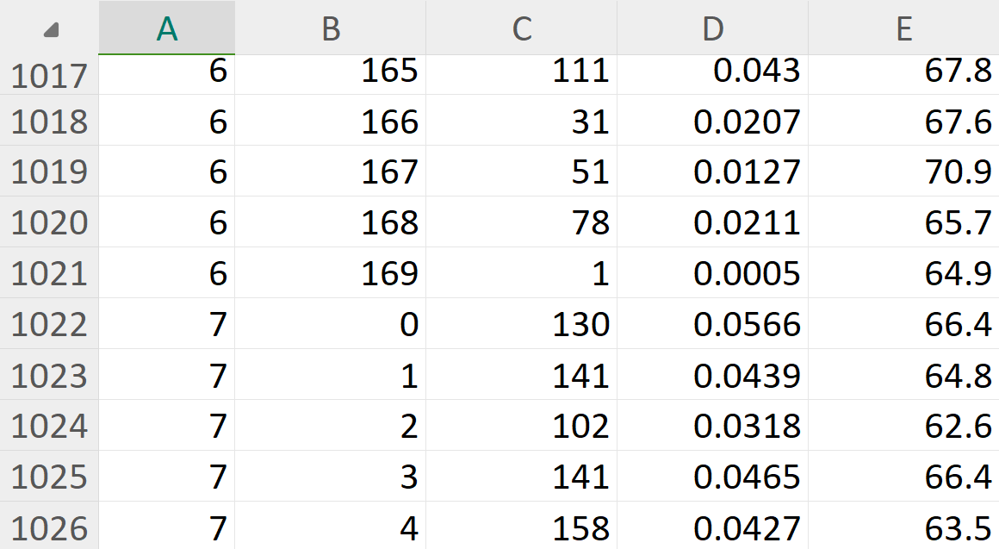 A B C D E
1017 6 165 111 0.043 67.8
1018 6 166 31 0.0207 67.6
1019 6 167 51 0.0127 70.9
1020 6 168 78 0.0211 65.7
1021 6 169 1 0.0005 64.9
1022 7 0 130 0.0566 66.4
1023 7 1 141 0.0439 64.8
1024 7 2 102 0.0318 62.6
1025 7 3 141 0.0465 66.4
1026 7 4 158 0.0427 63.5